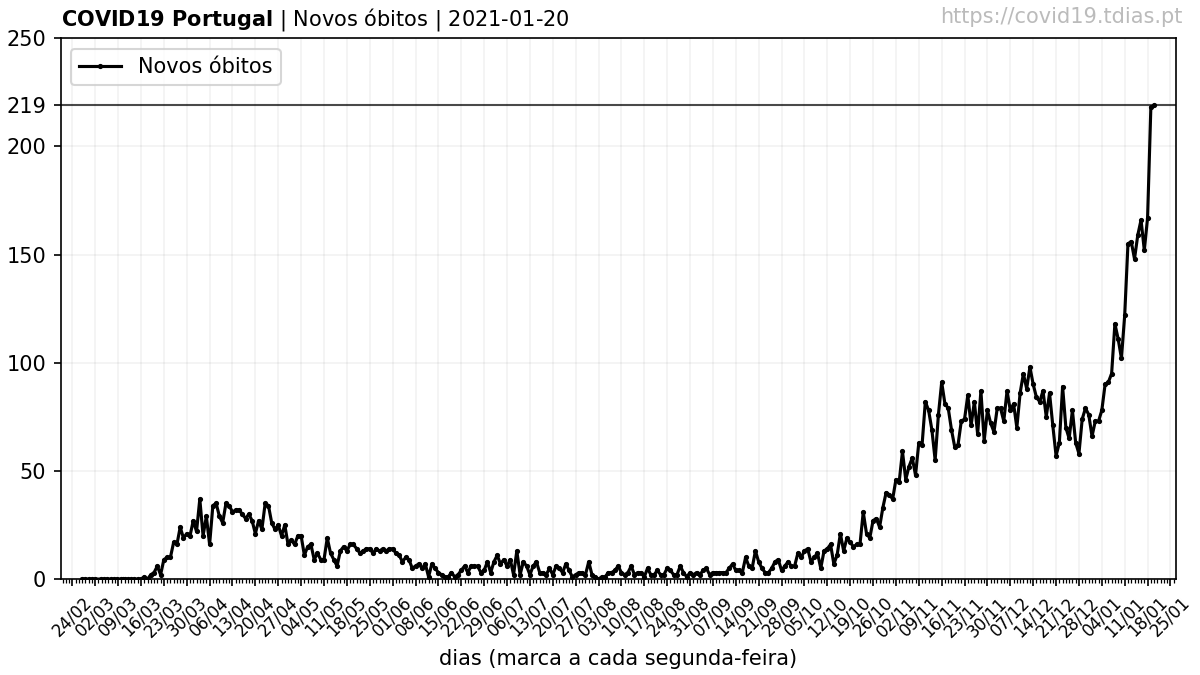 COVID19 Portugal | Novos óbitos | 2021-01-20
https://covid19.tdias.pt
Novos óbitos
250
219
200
150
100
50
0
24/02 02/03 09/03 16/03 23/03 30/03 06/04 13/04 20/04 27/04 04/05 11/05 18/05 25/05 01/06 08/06 15/06 22/06 29/06 06/07 13/07 20/07 27/07 03/08 10/08 17/08 24/08 31/08 07/09 14/09 21/09 28/09 05/10 12/10 19/10 26/10 02/11 09/11 16/11 23/11 30/11 07/12 14/12 21/12 28/12 04/01 11/01 18/01 25/01
dias (marca a cada segunda-feira)